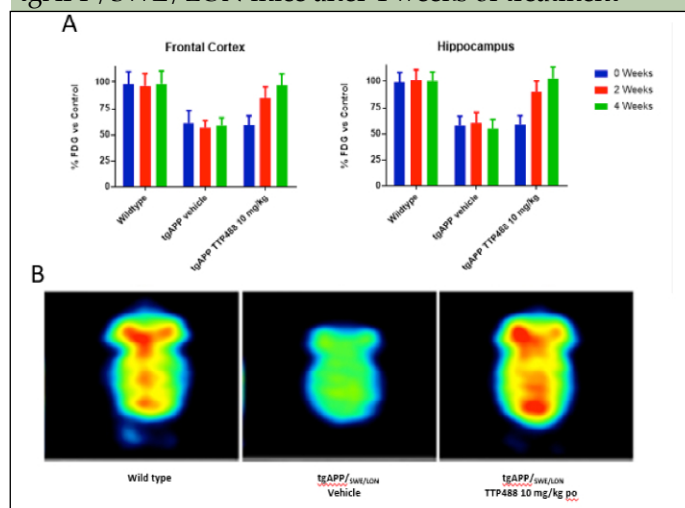 tgAPP/SWE/LON mice after 4 weeks of treatment
A
Frontal Cortex
Hippocampus
% FDG vs Control
100
75
50
25
0
Wildtype
tgAPP vehicle
tgAPP TTP488 10 mg/kg
% FDG vs Control
100
75
50
25
0
Wildtype
tgAPP vehicle
tgAPP TTP488 10 mg/kg
0 Weeks
2 Weeks
4 Weeks
B
Wild type
tgAPP/SWE/LON
Vehicle
tgAPP/SWE/LON
TTP488 10 mg/kg po